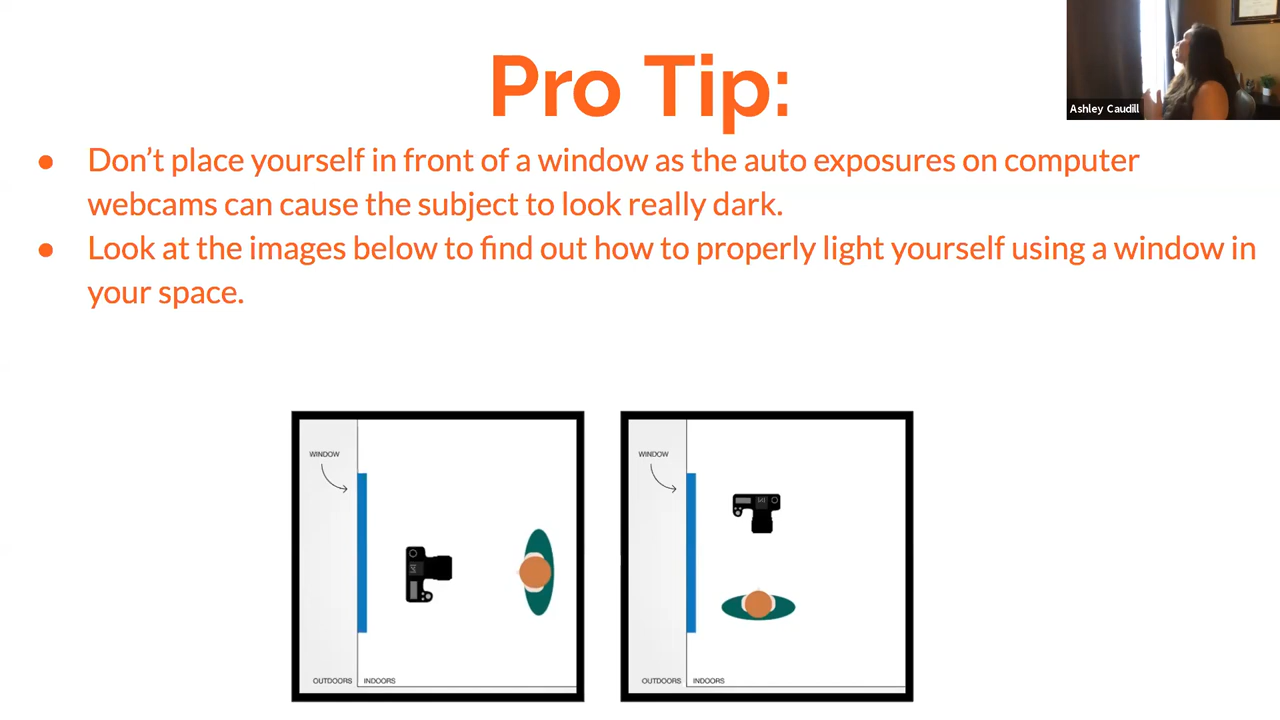 Pro Tip:
Ashley Caudill
● Don’t place yourself in front of a window as the auto exposures on computer
webcams can cause the subject to look really dark.
● Look at the images below to find out how to properly light yourself using a window in
your space.
WINDOW
OUTDOORS INDOORS
WINDOW
OUTDOORS INDOORS